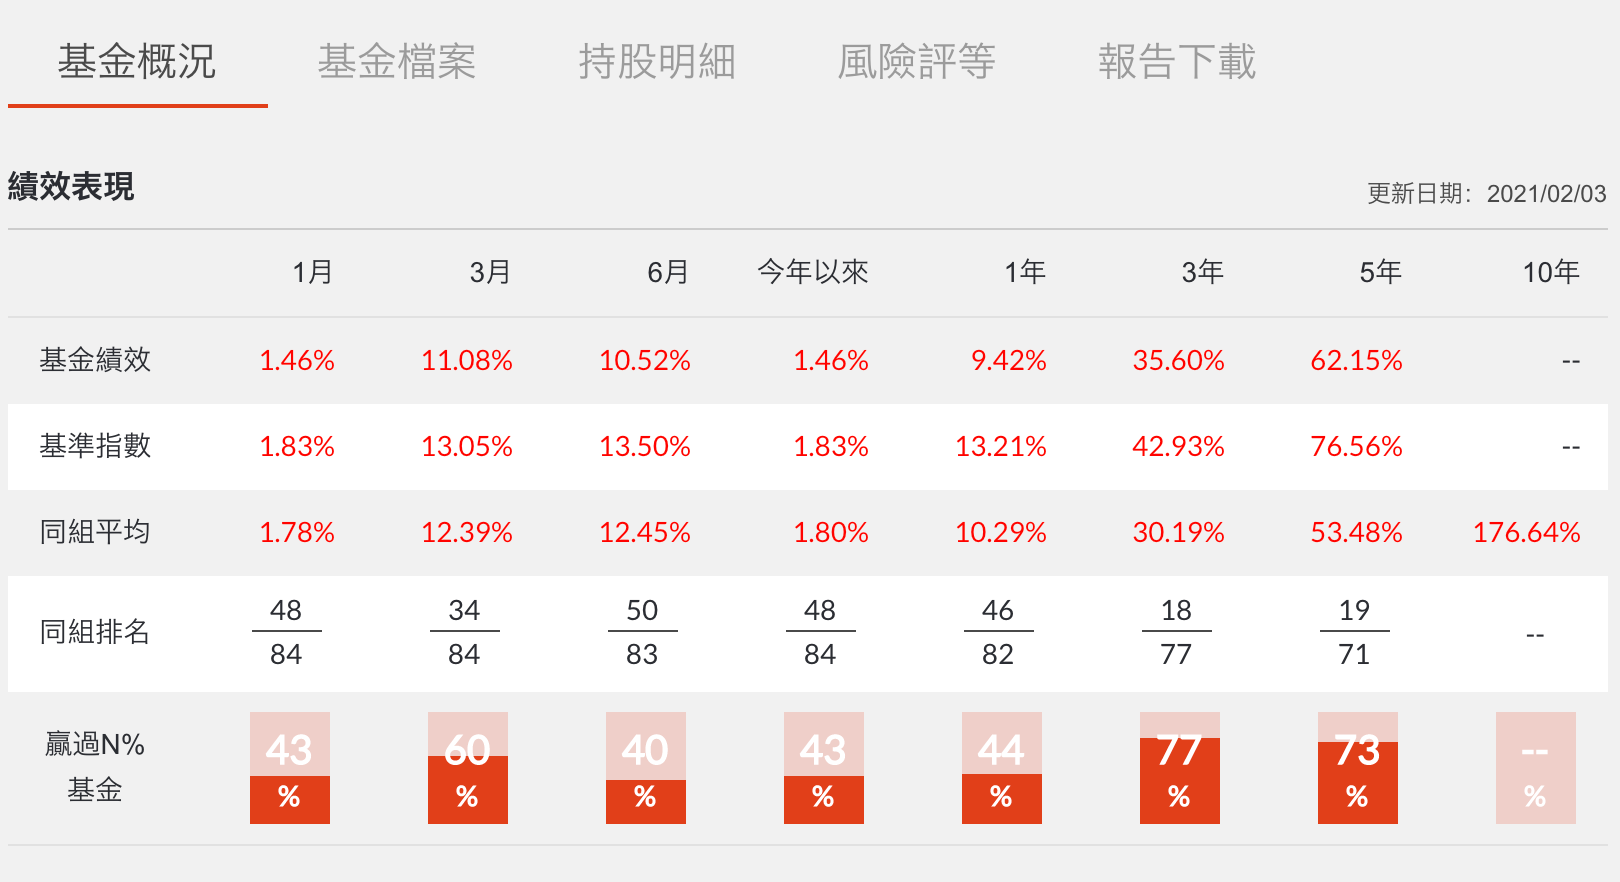 基金概況 基金檔案 持股明細 風險評等 報告下載
績效表現 更新日期：2021/02/03
1月 3月 6月 今年以來 1年 3年 5年 10年
基金績效 1.46% 11.08% 10.52% 1.46% 9.42% 35.60% 62.15% --
基準指數 1.83% 13.05% 13.50% 1.83% 13.21% 42.93% 76.56% --
同組平均 1.78% 12.39% 12.45% 1.80% 10.29% 30.19% 53.48% 176.64%
48 34 50 48 46 18 19
同組排名 --
84 84 83 84 82 77 71
贏過N% 43 60 40 43 44 77 73 --
基金 % % % % % % % %